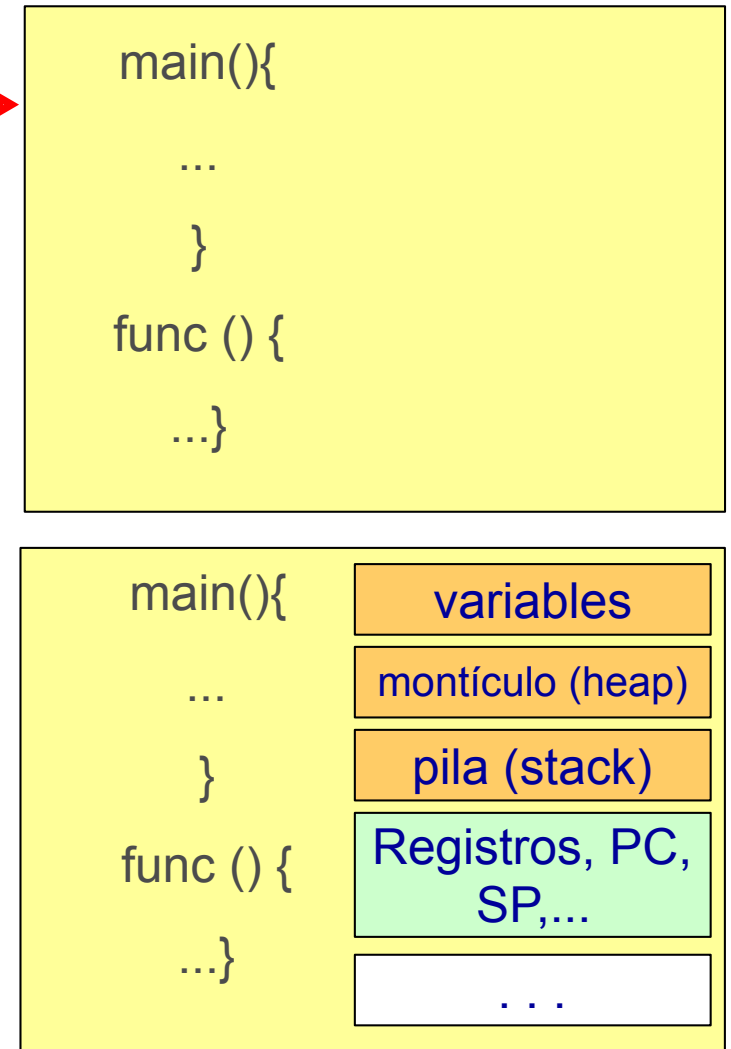 main(){
...
}
func () {
...}
main(){
...
}
func () {
...}
variables
montículo (heap)
pila (stack)
Registros, PC,
SP,...
. . .